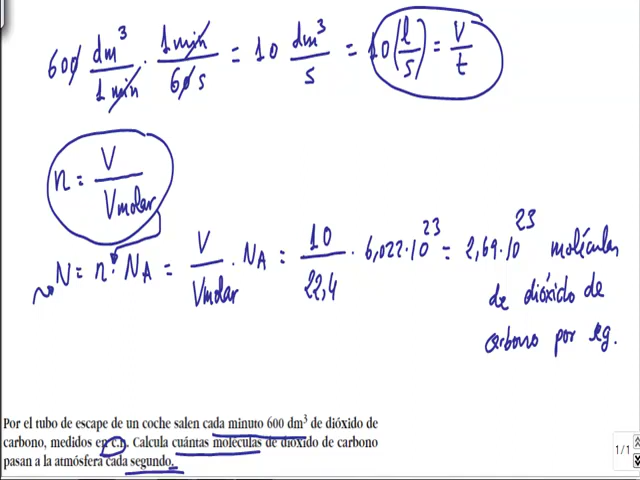 600 dm³/1 min · 1 min/60 s = 10 dm³/s = 10 (l/s) = V/t
n = V/Vmolar
N = n · NA = V/Vmolar · NA = 10/22,4 · 6,022·10²³ = 2,69·10²³ moléculas
de dióxido de
carbono por sg.
Por el tubo de escape de un coche salen cada minuto 600 dm³ de dióxido de
carbono, medidos en c.n. Calcula cuántas moléculas de dióxido de carbono
pasan a la atmósfera cada segundo.
1/1